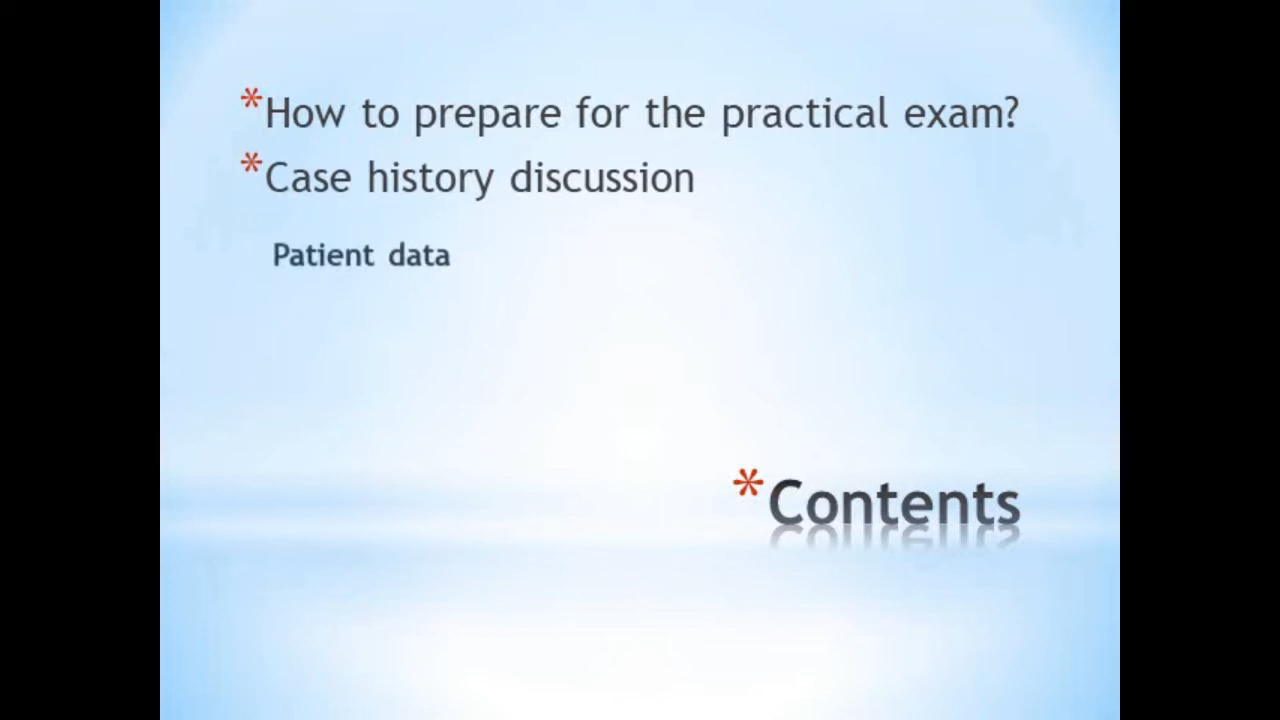 *How to prepare for the practical exam?
*Case history discussion
Patient data
*Contents